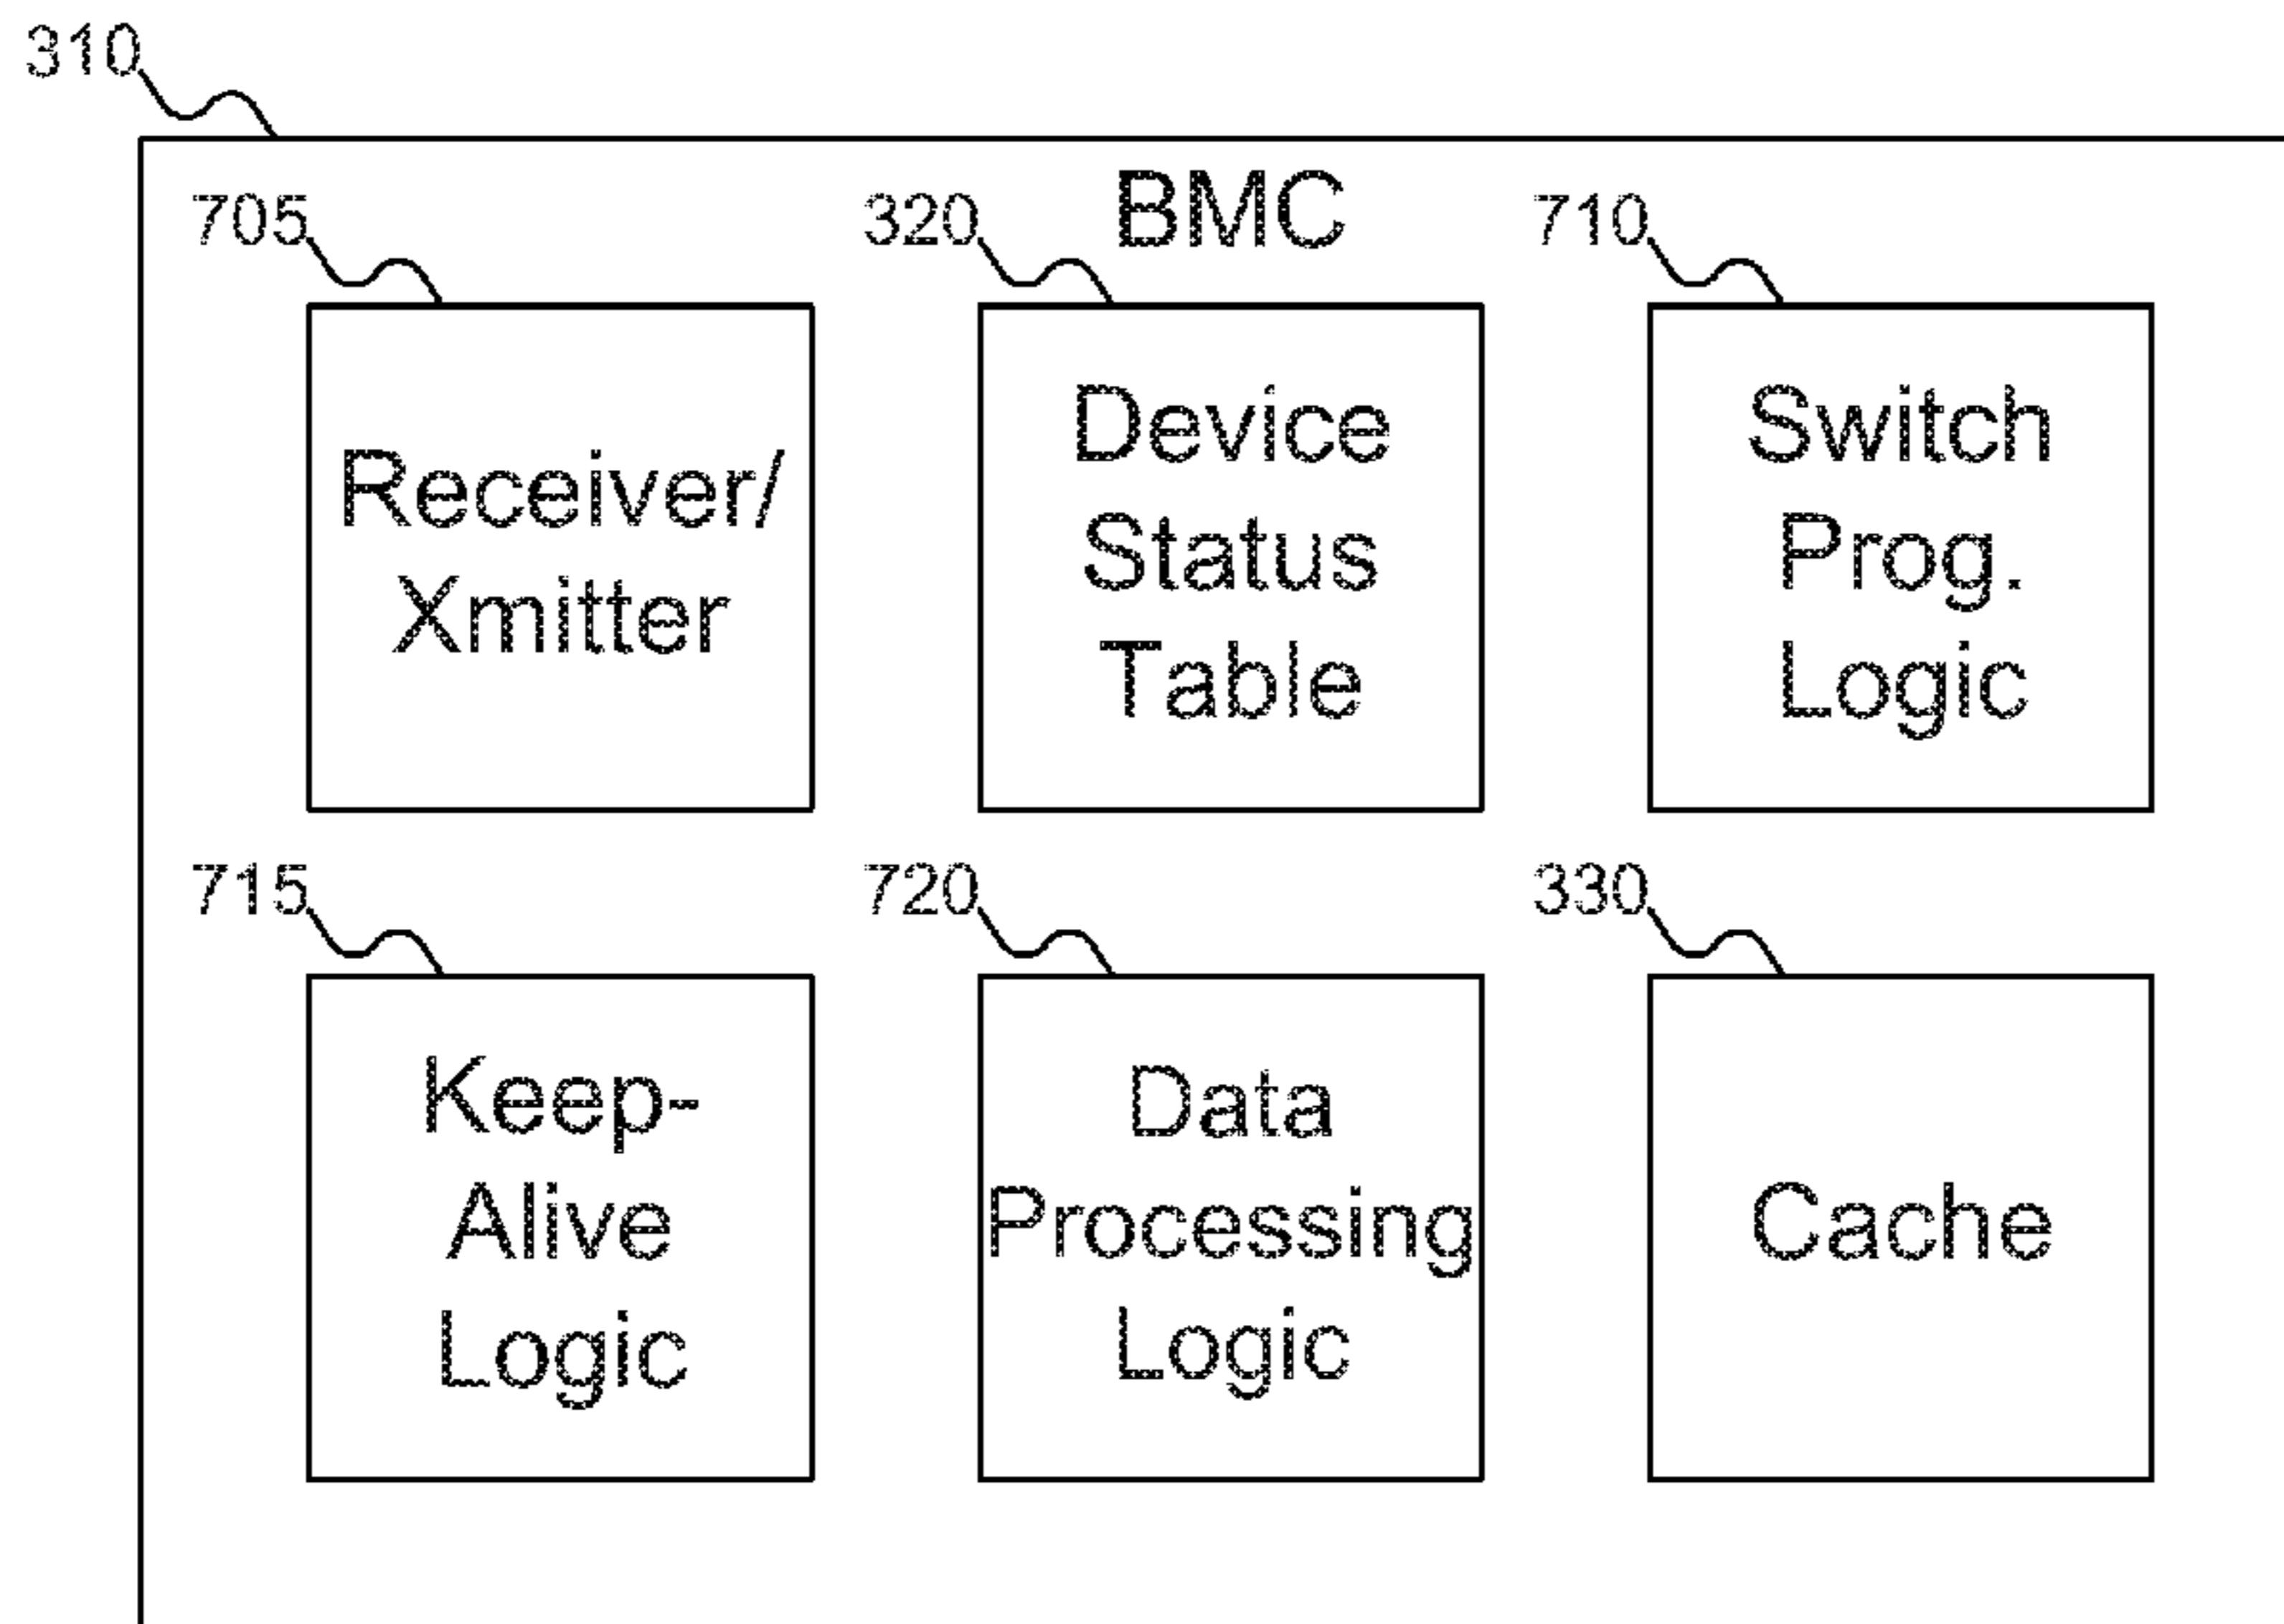 310
BMC
705
320
710
Receiver/
Xmitter
Device
Status
Table
Switch
Prog.
Logic
715
720
330
Keep-
Alive
Logic
Data
Processing
Logic
Cache